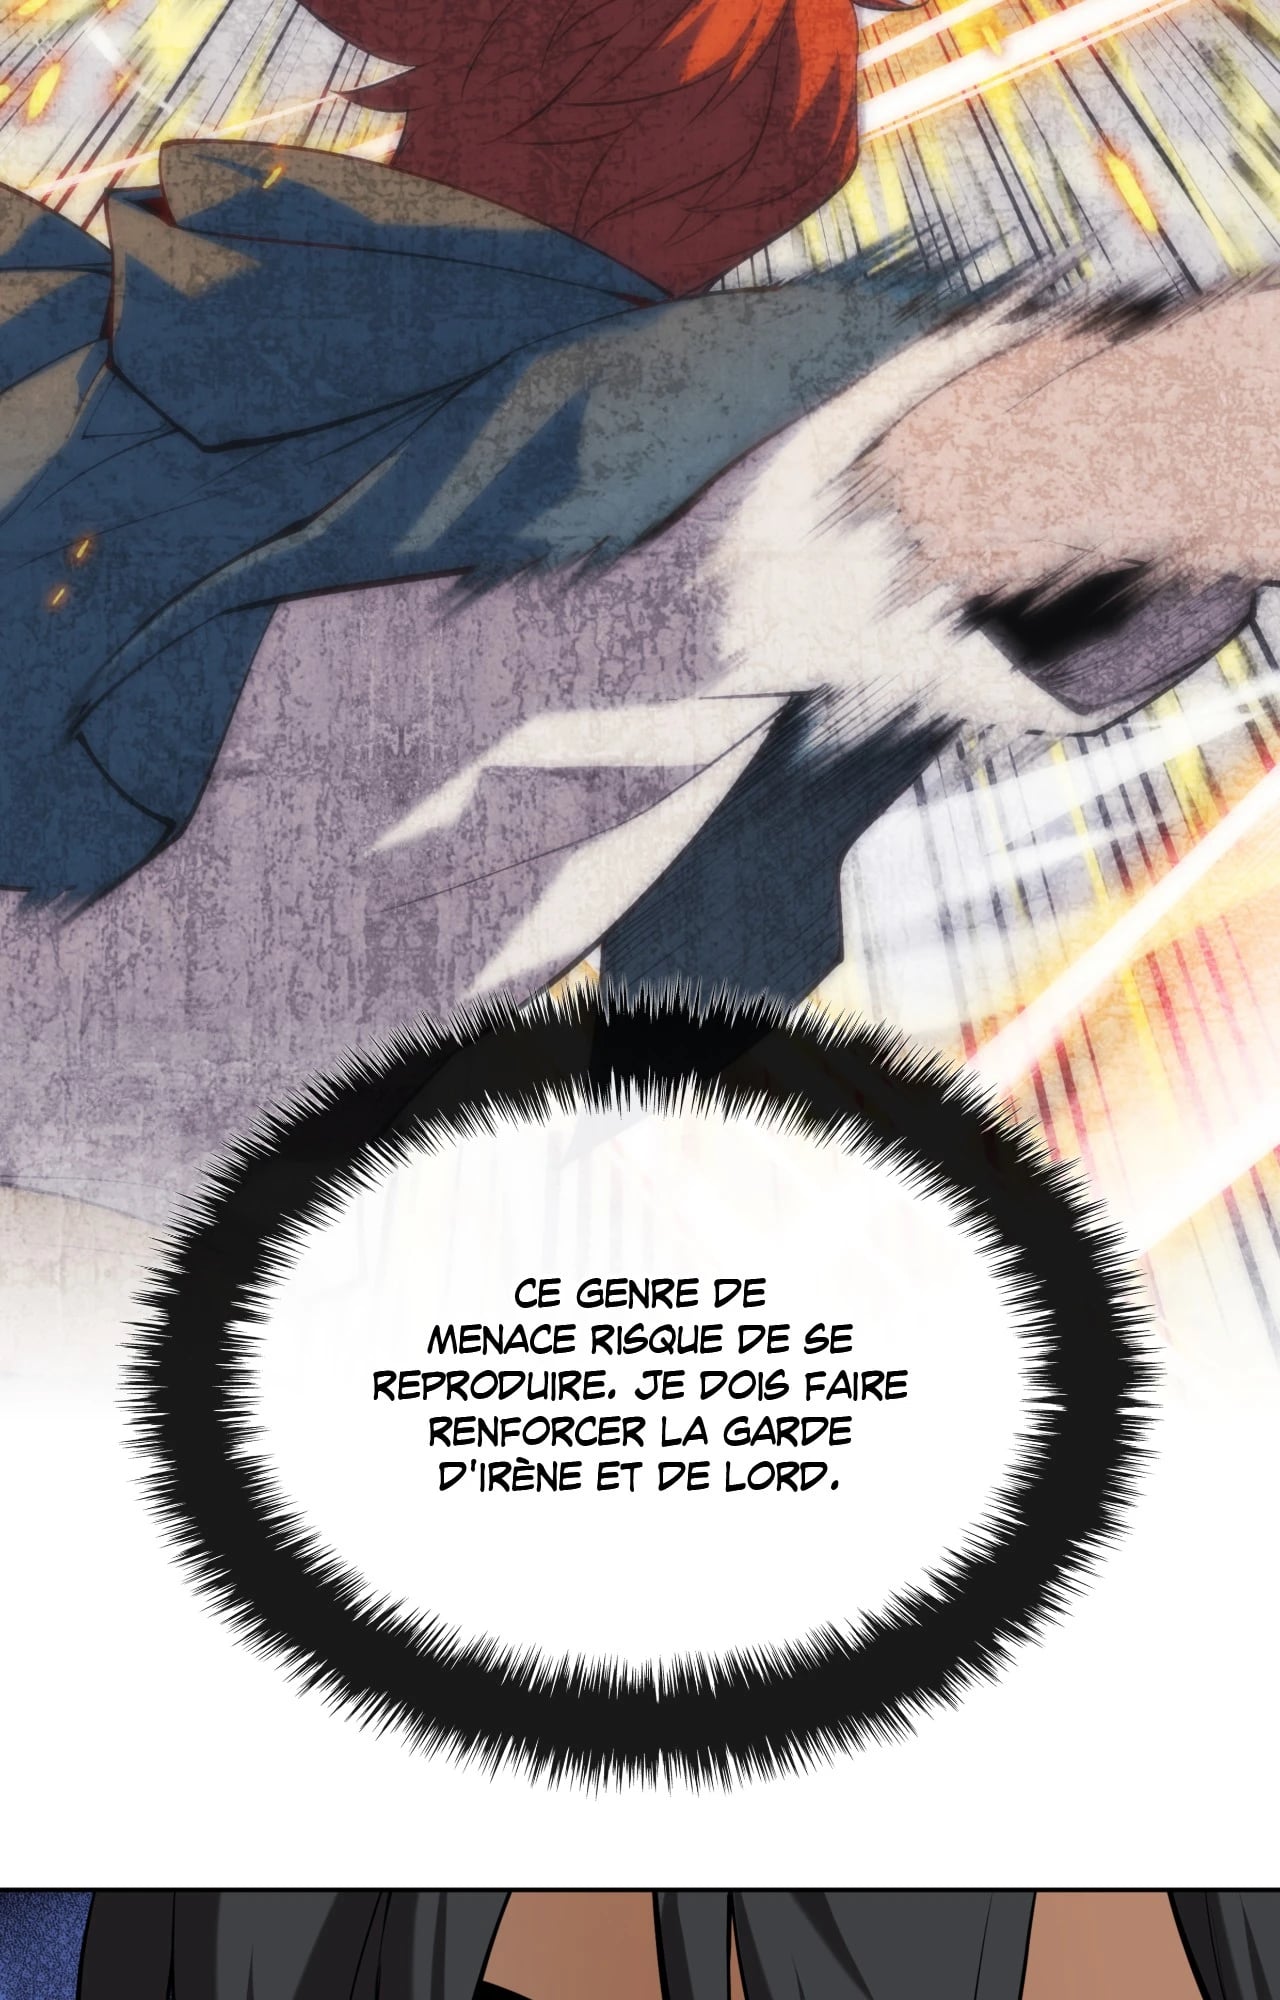 CE GENRE DE
MENACE RISQUE DE SE
REPRODUIRE. JE DOIS FAIRE
RENFORCER LA GARDE
D'IRÈNE ET DE LORD.